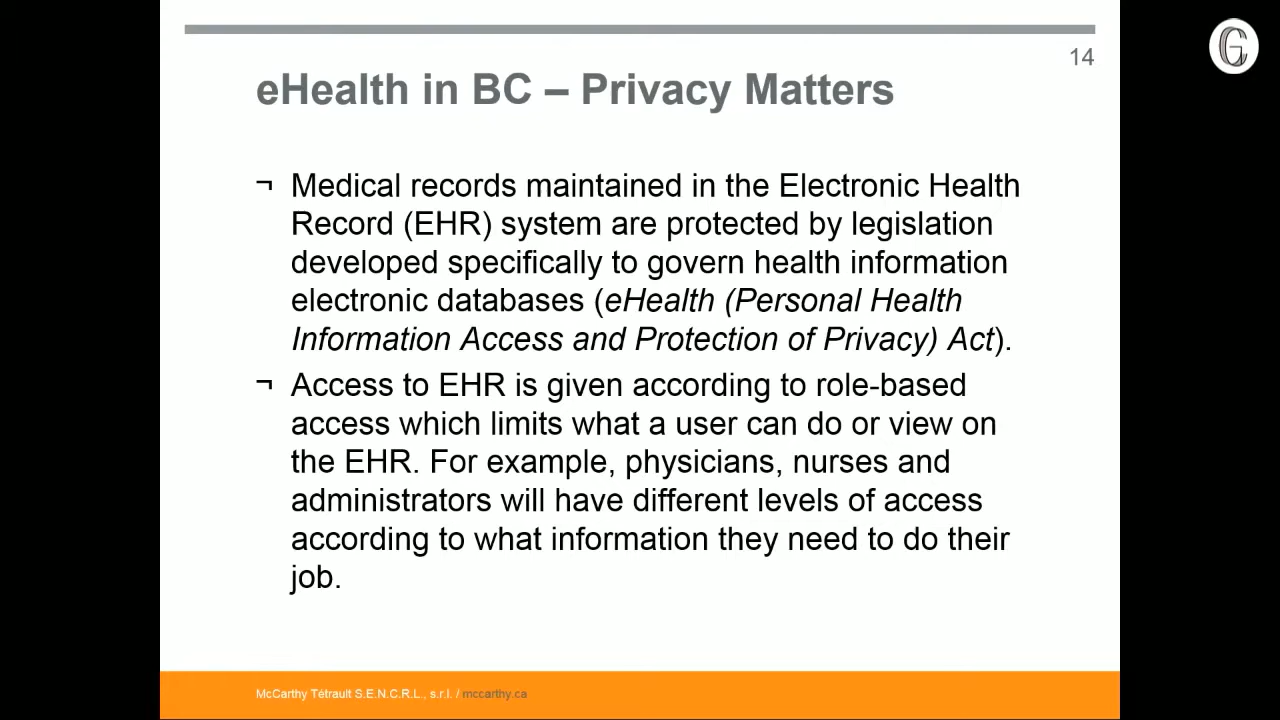 14
eHealth in BC – Privacy Matters
¬ Medical records maintained in the Electronic Health
Record (EHR) system are protected by legislation
developed specifically to govern health information
electronic databases (eHealth (Personal Health
Information Access and Protection of Privacy) Act).
¬ Access to EHR is given according to role-based
access which limits what a user can do or view on
the EHR. For example, physicians, nurses and
administrators will have different levels of access
according to what information they need to do their
job.
McCarthy Tétrault S.E.N.C.R.L., s.r.l. / mccarthy.ca